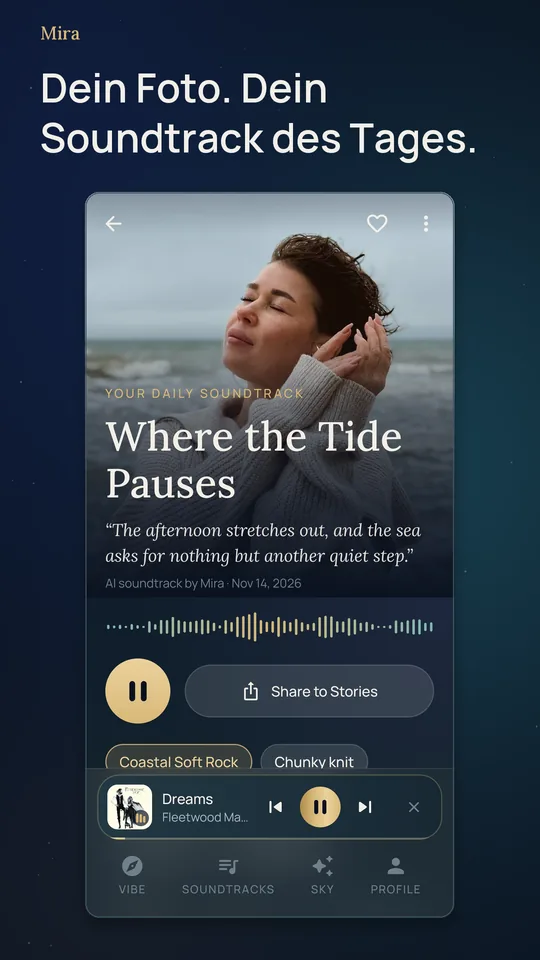 Mira
Dein Foto. Dein
Soundtrack des Tages.
YOUR DAILY SOUNDTRACK
Where the Tide
Pauses
“The afternoon stretches out, and the sea
asks for nothing but another quiet step.”
AI soundtrack by Mira · Nov 14, 2026
Share to Stories
Coastal Soft Rock
Chunky knit
Dreams
Fleetwood Ma...
VIBE
SOUNDTRACKS
SKY
PROFILE